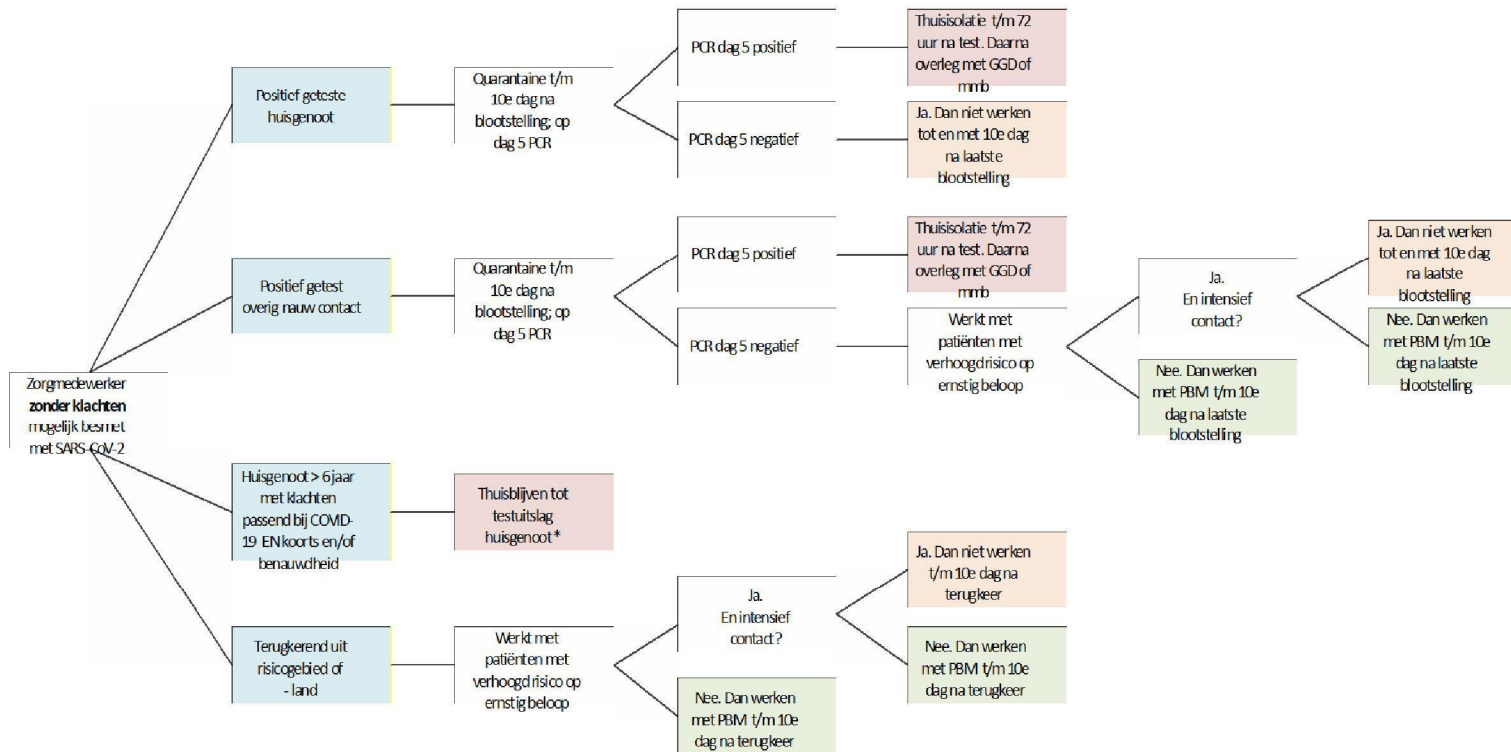 Zorgmedewerker
zonder klachten
mogelijk besmet
met SARS-CoV-2
Positief geteste
huisgenoot
Quarantaine t/m
10e dag na
blootstelling; op
dag 5 PCR
PCR dag 5 positief
Thuisisolatie t/m 72
uur na test. Daarna
overleg met GGD of
mmb
PCR dag 5 negatief
Ja. Dan niet werken
tot en met 10e dag
na laatste
blootstelling
Positief getest
overig nauw contact
Quarantaine t/m
10e dag na
blootstelling; op
dag 5 PCR
PCR dag 5 positief
Thuisisolatie t/m 72
uur na test. Daarna
overleg met GGD of
mmb
PCR dag 5 negatief
Werkt met
patiënten met
verhoogd risico op
ernstig beloop
Ja.
En intensief
contact?
Ja. Dan niet werken
tot en met 10e dag
na laatste
blootstelling
Nee. Dan werken
met PBM t/m 10e
dag na laatste
blootstelling
Nee. Dan werken
met PBM t/m 10e
dag na laatste
blootstelling
Huisgenoot > 6 jaar
met klachten
passend bij COVID-
19 EN koorts en/of
benauwdheid
Thuisblijven tot
testuitslag
huisgenoot*
Terugkerend uit
risicogebied of
- land
Werkt met
patiënten met
verhoogd risico op
ernstig beloop
Ja.
En intensief
contact?
Ja. Dan niet werken
t/m 10e dag na
terugkeer
Nee. Dan werken
met PBM t/m 10e
dag na terugkeer
Nee. Dan werken
met PBM t/m 10e
dag na terugkeer